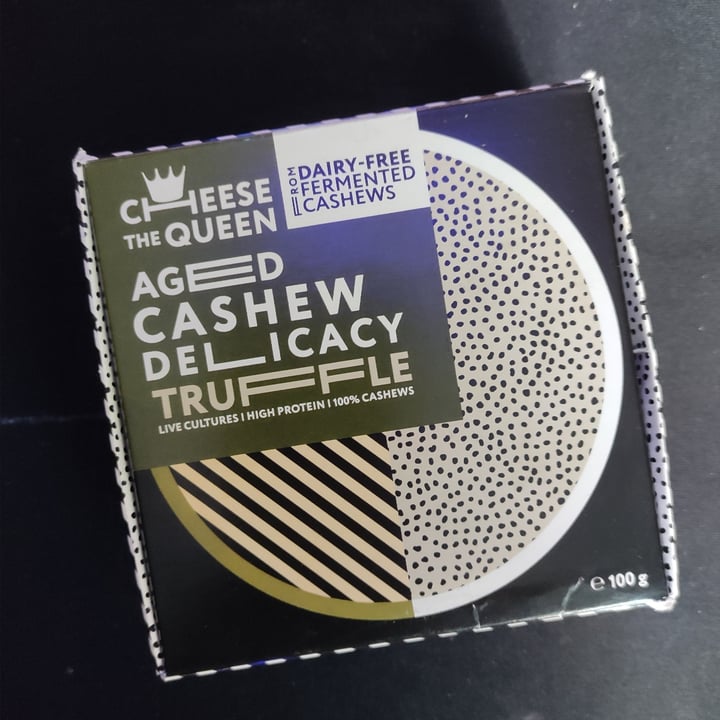 CHEESE
THE QUEEN
FROM DAIRY-FREE
FERMENTED
CASHEWS
AGED
CASHEW
DELICACY
TRUFFLE
LIVE CULTURES | HIGH PROTEIN | 100% CASHEWS
℮ 100 g